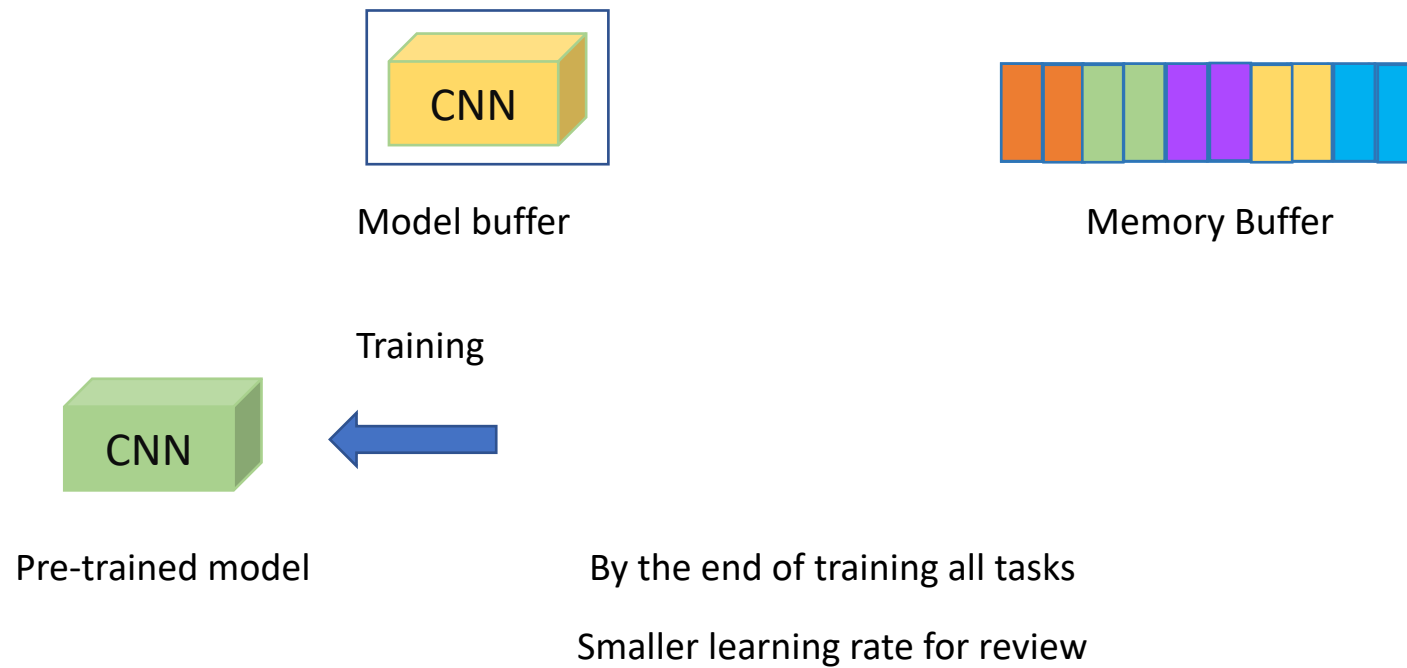 CNN
Model buffer
Memory Buffer
Training
CNN
Pre-trained model
By the end of training all tasks
Smaller learning rate for review